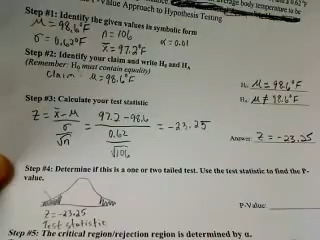 P-Value Approach to Hypothesis Testing
average body temperature to be
Step #1: Identify the given values in symbolic form
μ = 98.6°F n = 106
σ = 0.62°F x̄ = 97.2°F α = 0.01
Step #2: Identify your claim and write H₀ and Hₐ
(Remember: H₀ must contain equality)
Claim: μ = 98.6°F
H₀ μ = 98.6°F
Hₐ μ ≠ 98.6°F
Step #3: Calculate your test statistic
Z = (x̄ - μ) / (σ / √n) = (97.2 - 98.6) / (0.62 / √106) = -23.25
Answer: Z = -23.25
Step #4: Determine if this is a one or two tailed test. Use the test statistic to find the P-
value.
P-Value:
Z = -23.25
Test statistic
Step #5: The critical region/rejection region is determined by α.